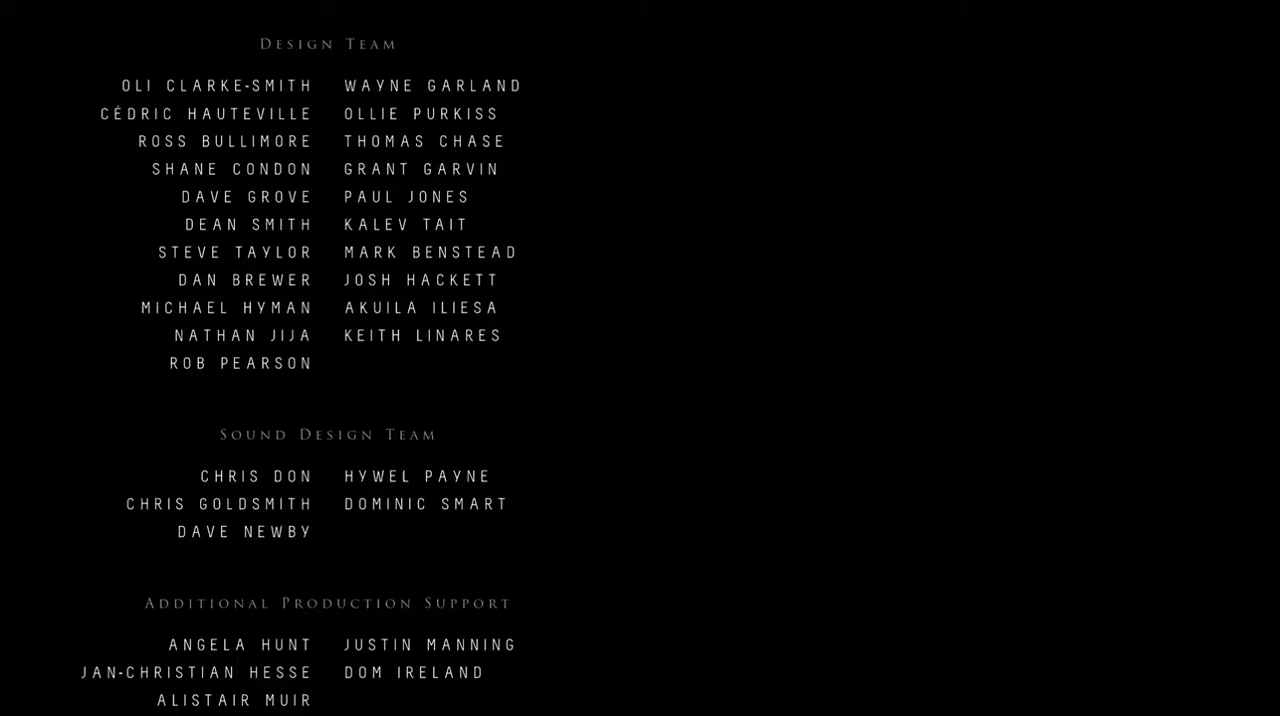 Design Team
OLI CLARKE-SMITH WAYNE GARLAND
CÉDRIC HAUTEVILLE OLLIE PURKISS
ROSS BULLIMORE THOMAS CHASE
SHANE CONDON GRANT GARVIN
DAVE GROVE PAUL JONES
DEAN SMITH KALEV TAIT
STEVE TAYLOR MARK BENSTEAD
DAN BREWER JOSH HACKETT
MICHAEL HYMAN AKUILA ILIESA
NATHAN JIJA KEITH LINARES
ROB PEARSON
Sound Design Team
CHRIS DON HYWEL PAYNE
CHRIS GOLDSMITH DOMINIC SMART
DAVE NEWBY
Additional Production Support
ANGELA HUNT JUSTIN MANNING
JAN-CHRISTIAN HESSE DOM IRELAND
ALISTAIR MUIR